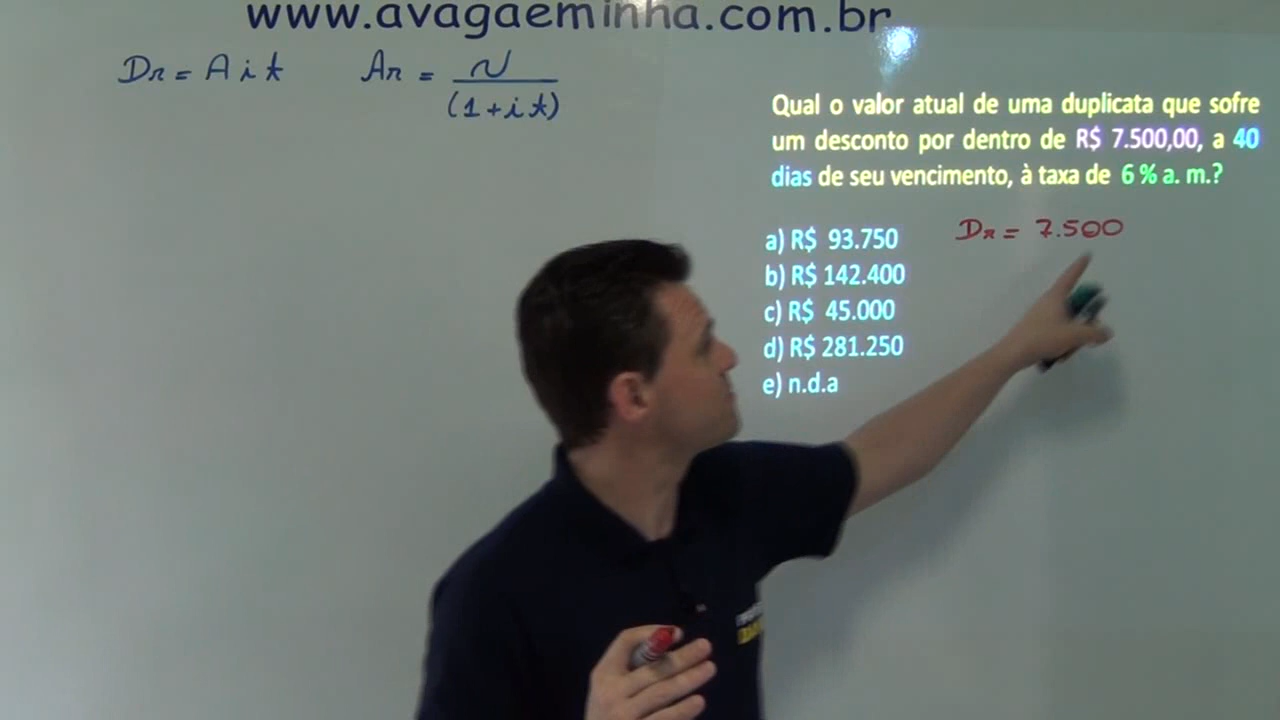 www.avagaeminha.com.br
Dr = A i t Ar = N
(1 + i t)
Qual o valor atual de uma duplicata que sofre
um desconto por dentro de R$ 7.500,00, a 40
dias de seu vencimento, à taxa de 6 % a. m.?
a) R$ 93.750
Dr = 7.500
b) R$ 142.400
c) R$ 45.000
d) R$ 281.250
e) n.d.a